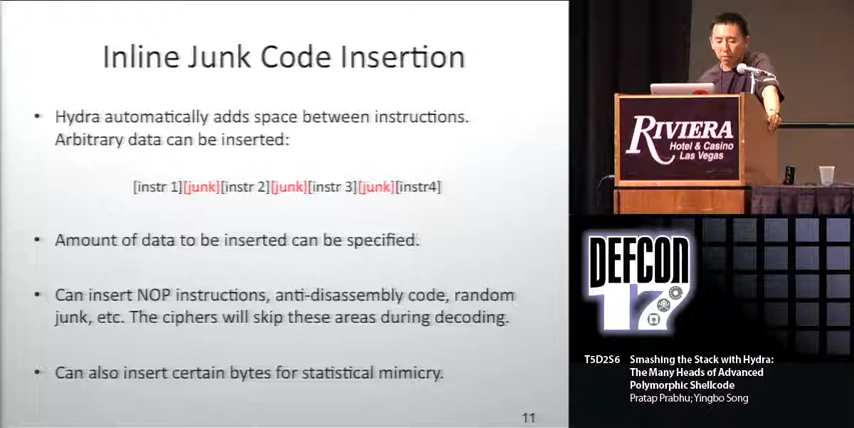 Inline Junk Code Insertion
• Hydra automatically adds space between instructions.
Arbitrary data can be inserted:
[instr 1][junk][instr 2][junk][instr 3][junk][instr4]
• Amount of data to be inserted can be specified.
• Can insert NOP instructions, anti-disassembly code, random
junk, etc. The ciphers will skip these areas during decoding.
• Can also insert certain bytes for statistical mimicry.
11
RIVIERA
Hotel & Casino
Las Vegas
DEFCON
17
T5D2S6 Smashing the Stack with Hydra:
The Many Heads of Advanced
Polymorphic Shellcode
Pratap Prabhu; Yingbo Song